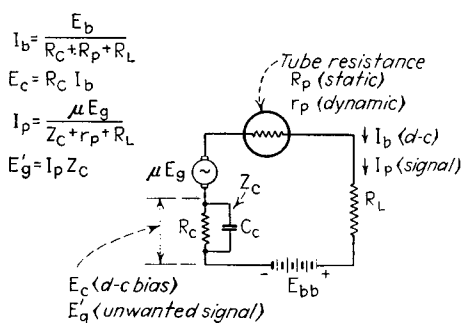 I_b = E_b / (R_C + R_P + R_L)
E_c = R_C I_b
I_p = μE_g / (Z_C + r_p + R_L)
E'_g = I_p Z_C
Tube resistance
R_p (static)
r_p (dynamic)
I_b (d-c)
I_p (signal)
μE_g
~
Z_c
R_c
C_c
R_L
- +
E_bb
E_c (d-c bias)
E'_g (unwanted signal)